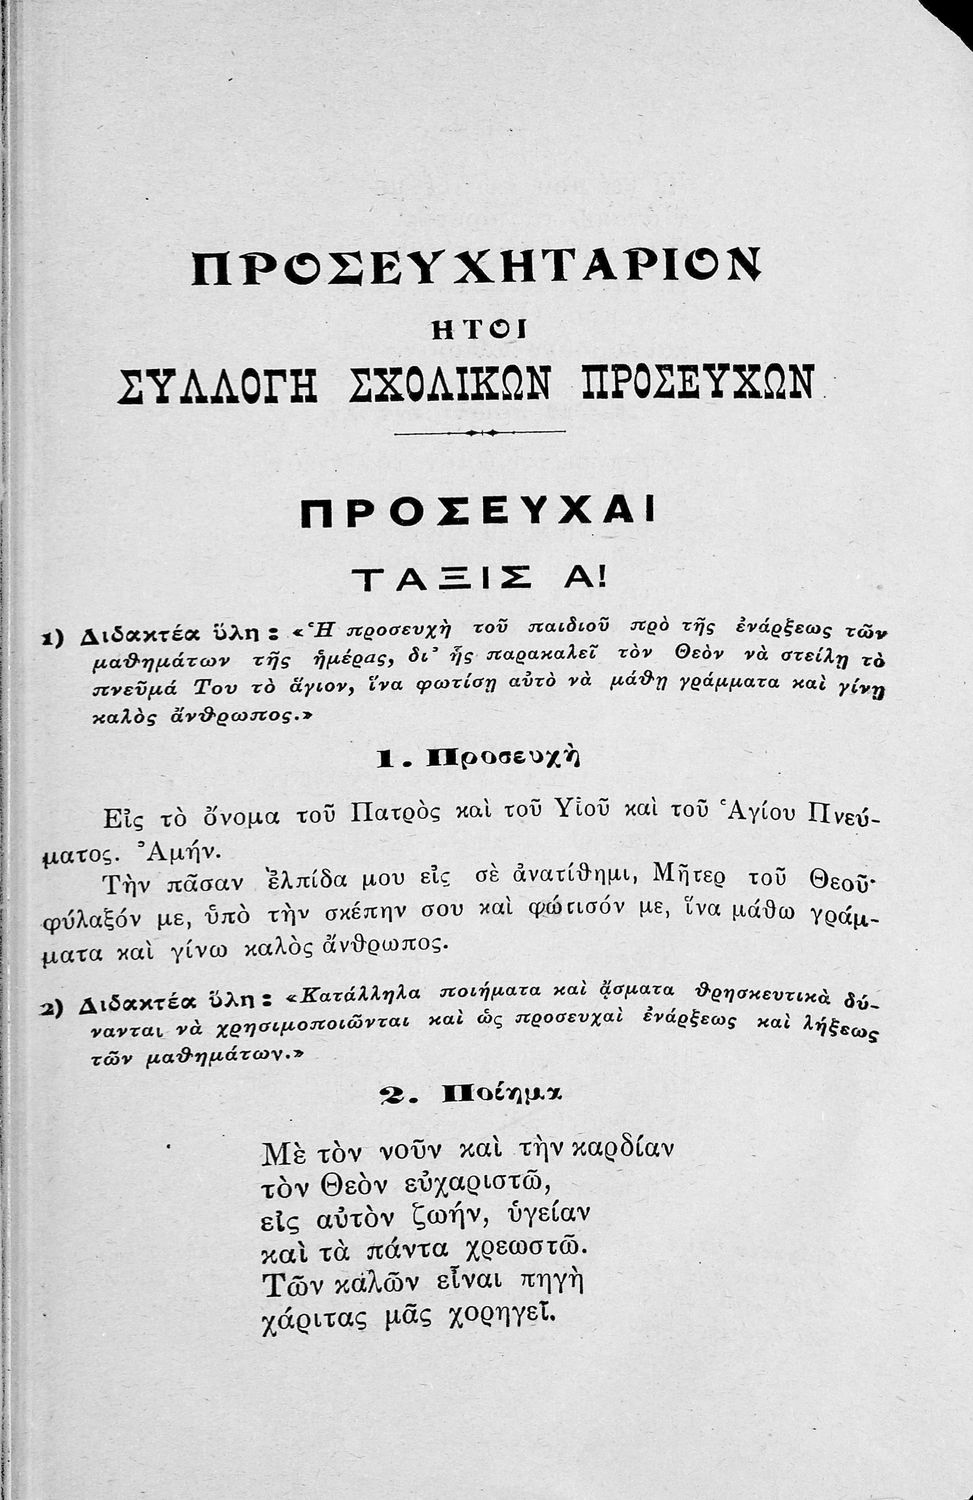 ΠΡΟΣΕΥΧΗΤΑΡΙΟΝ
ΗΤΟΙ
ΣΥΛΛΟΓΗ ΣΧΟΛΙΚΩΝ ΠΡΟΣΕΥΧΩΝ
ΠΡΟΣΕΥΧΑΙ
ΤΑΞΙΣ Α!
1) Διδακτέα ὕλη : «Ἡ προσευχὴ τοῦ παιδιοῦ πρὸ τῆς ἐνάρξεως τῶν
μαθημάτων τῆς ἡμέρας, δι᾽ ἧς παρακαλεῖ τὸν Θεὸν νὰ στείλῃ τὸ
πνεῦμά Του τὸ ἅγιον, ἵνα φωτίσῃ αὐτὸ νὰ μάθῃ γράμματα καὶ γίνῃ
καλὸς ἄνθρωπος.»
1. Προσευχὴ
Εἰς τὸ ὄνομα τοῦ Πατρὸς καὶ τοῦ Υἱοῦ καὶ τοῦ Ἁγίου Πνεύ-
ματος. Ἀμήν.
Τὴν πᾶσαν ἐλπίδα μου εἰς σὲ ἀνατίθημι, Μῆτερ τοῦ Θεοῦ·
φύλαξόν με, ὑπὸ τὴν σκέπην σου καὶ φώτισόν με, ἵνα μάθω γράμ-
ματα καὶ γίνω καλὸς ἄνθρωπος.
2) Διδακτέα ὕλη : «Κατάλληλα ποιήματα καὶ ᾄσματα θρησκευτικὰ δύ-
νανται νὰ χρησιμοποιῶνται καὶ ὡς προσευχαὶ ἐνάρξεως καὶ λήξεως
τῶν μαθημάτων.»
2. Ποίημα
Μὲ τὸν νοῦν καὶ τὴν καρδίαν
τὸν Θεὸν εὐχαριστῶ,
εἰς αὐτὸν ζωήν, ὑγείαν
καὶ τὰ πάντα χρεωστῶ.
Τῶν καλῶν εἶναι πηγὴ
χάριτας μᾶς χορηγεῖ.